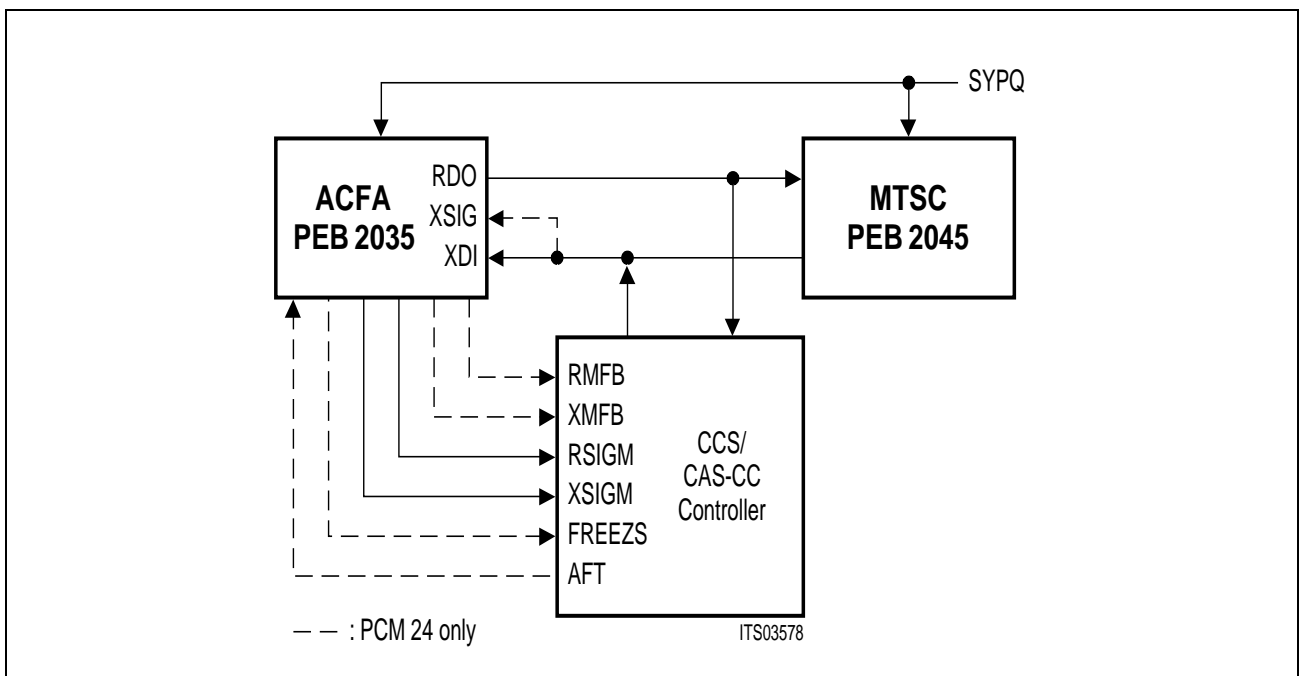 SYPQ
ACFA
PEB 2035
RDO
XSIG
XDI
MTSC
PEB 2045
RMFB
XMFB
RSIGM
XSIGM
FREEZS
AFT
CCS/
CAS-CC
Controller
: PCM 24 only
ITS03578